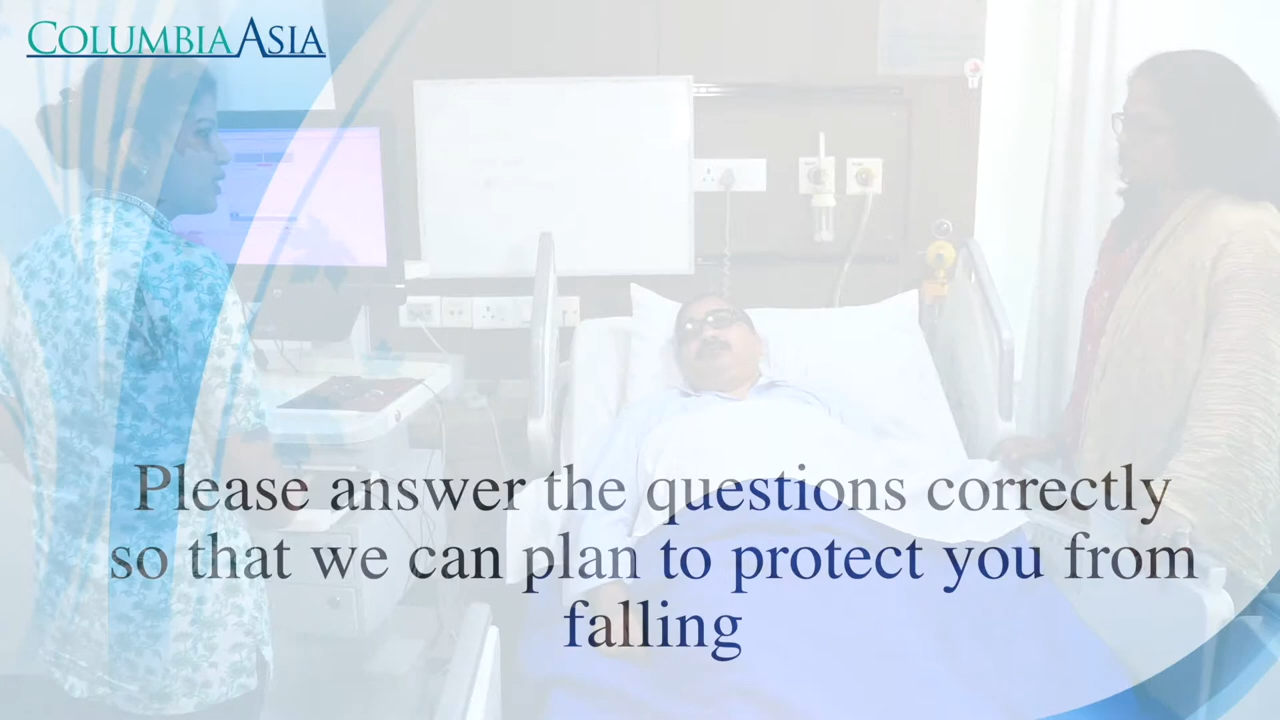 COLUMBIA ASIA
Please answer the questions correctly
so that we can plan to protect you from
falling